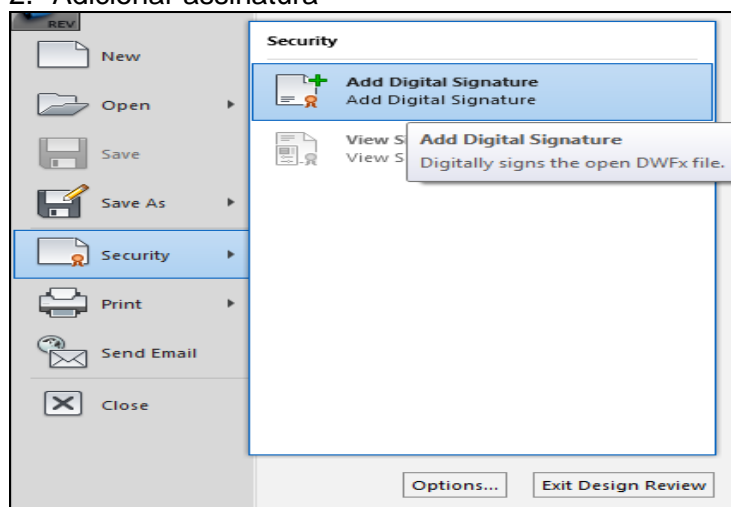 2. Adicionar assinatura
REV
New
Open
Save
Save As
Security
Print
Send Email
Close
Security
Add Digital Signature
Add Digital Signature
View S
View S
Add Digital Signature
Digitally signs the open DWFx file.
Options...
Exit Design Review